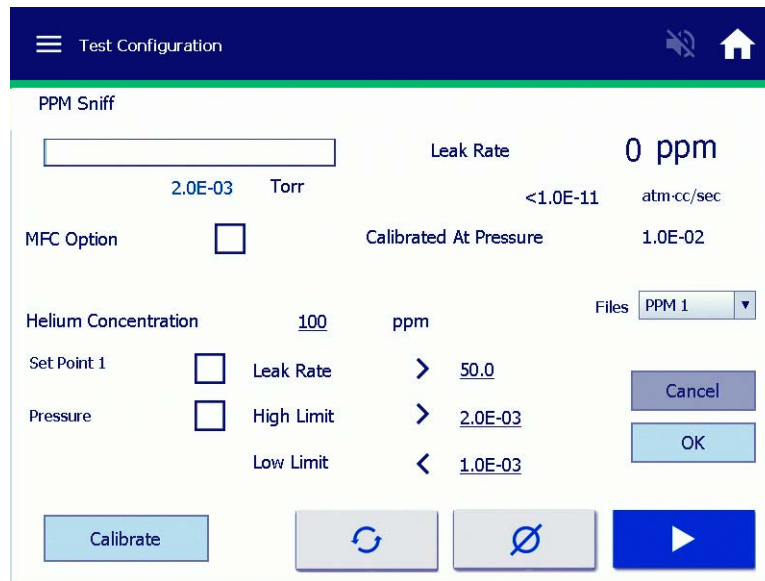 Test Configuration
PPM Sniff
Leak Rate 0 ppm
2.0E-03 Torr <1.0E-11 atm·cc/sec
MFC Option Calibrated At Pressure 1.0E-02
Files PPM 1
Helium Concentration 100 ppm
Set Point 1 Leak Rate > 50.0
Cancel
Pressure High Limit > 2.0E-03
OK
Low Limit < 1.0E-03
Calibrate